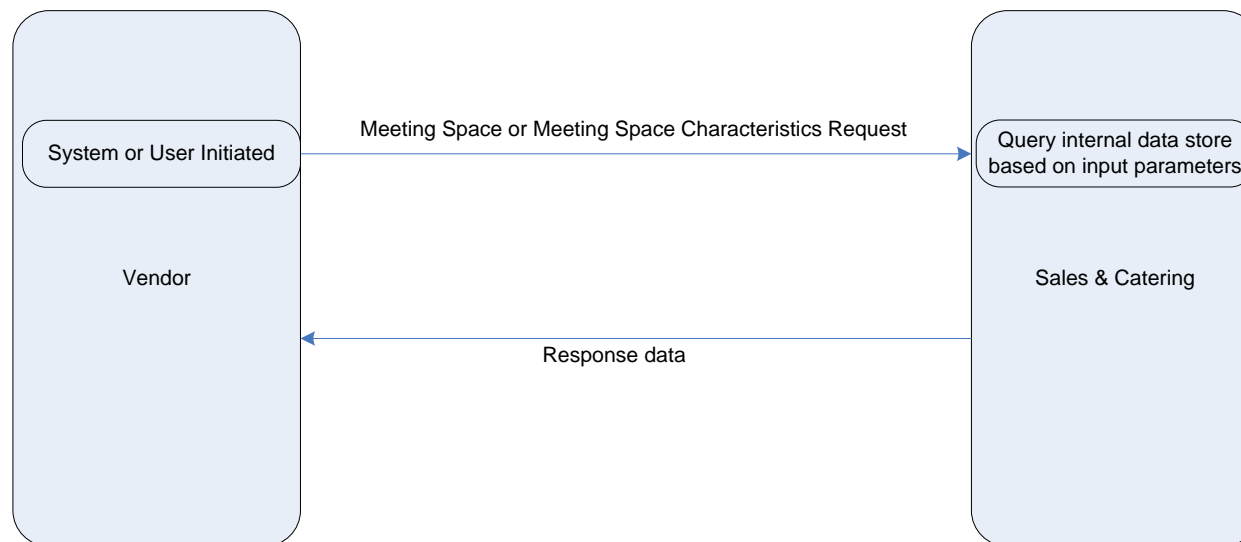 Meeting Space or Meeting Space Characteristics Request
System or User Initiated
Query internal data store
based on input parameters
Vendor
Sales & Catering
Response data